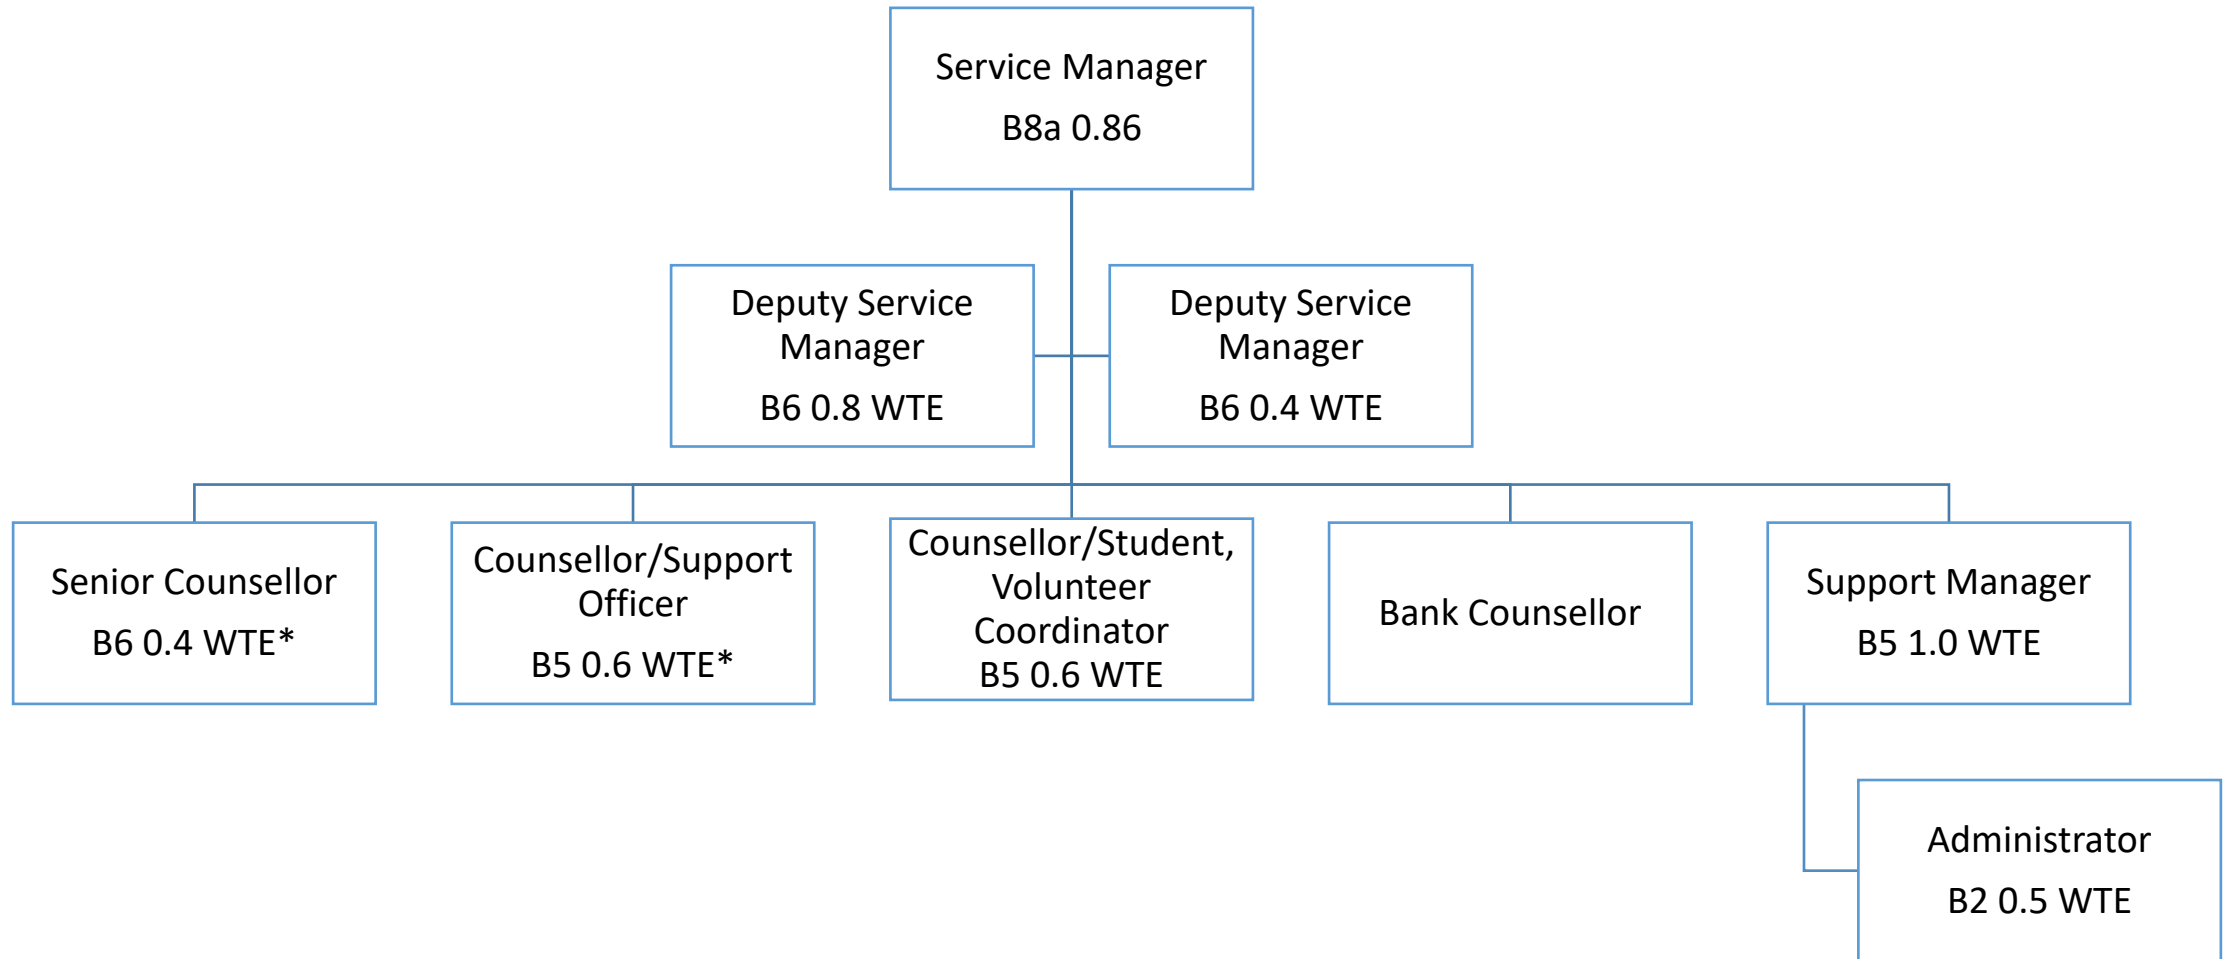 Service Manager
B8a 0.86
Deputy Service
Manager
B6 0.8 WTE
Deputy Service
Manager
B6 0.4 WTE
Senior Counsellor
B6 0.4 WTE*
Counsellor/Support
Officer
B5 0.6 WTE*
Counsellor/Student,
Volunteer
Coordinator
B5 0.6 WTE
Bank Counsellor
Support Manager
B5 1.0 WTE
Administrator
B2 0.5 WTE